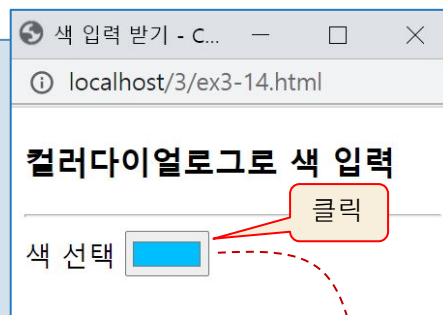 색 입력 받기 - C...
localhost/3/ex3-14.html
컬러다이얼로그로 색 입력
클릭
색 선택